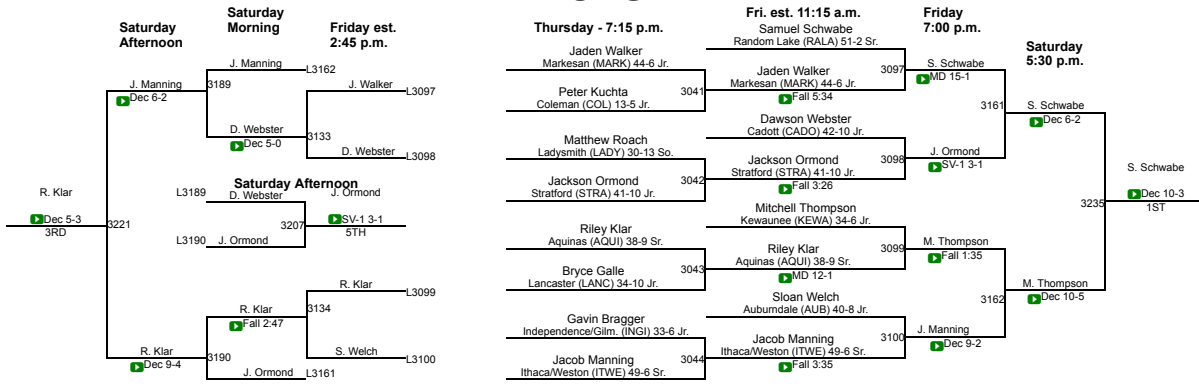 Saturday
Afternoon
Saturday
Morning
Friday est.
2:45 p.m.
J. Manning
L3162
J. Manning
3189
Dec 6-2
J. Walker
L3097
D. Webster
3133
Dec 5-0
D. Webster
L3098
Saturday Afternoon
R. Klar
L3189
D. Webster
J. Ormond
Dec 5-3
3RD
3221
3207
SV-1 3-1
5TH
L3190
J. Ormond
R. Klar
L3099
R. Klar
3134
Fall 2:47
R. Klar
3190
Dec 9-4
S. Welch
L3100
J. Ormond
L3161
Thursday - 7:15 p.m.
Fri. est. 11:15 a.m.
Friday
7:00 p.m.
Saturday
5:30 p.m.
Jaden Walker
Markesan (MARK) 44-6 Jr.
3041
Peter Kuchta
Coleman (COL) 13-5 Jr.
Matthew Roach
Ladysmith (LADY) 30-13 So.
3042
Jackson Ormond
Stratford (STRA) 41-10 Jr.
Riley Klar
Aquinas (AQUI) 38-9 Sr.
3043
Bryce Galle
Lancaster (LANC) 34-10 Jr.
Gavin Bragger
Independence/Gilm. (INGI) 33-6 Jr.
3044
Jacob Manning
Ithaca/Weston (ITWE) 49-6 Sr.
Samuel Schwabe
Random Lake (RALA) 51-2 Sr.
3097
Jaden Walker
Markesan (MARK) 44-6 Jr.
Fall 5:34
Dawson Webster
Cadott (CADO) 42-10 Jr.
3098
Jackson Ormond
Stratford (STRA) 41-10 Jr.
Fall 3:26
Mitchell Thompson
Kewaunee (KEWA) 34-6 Jr.
3099
Riley Klar
Aquinas (AQUI) 38-9 Sr.
MD 12-1
Sloan Welch
Auburndale (AUB) 40-8 Jr.
3100
Jacob Manning
Ithaca/Weston (ITWE) 49-6 Sr.
Fall 3:35
S. Schwabe
MD 15-1
3161
J. Ormond
SV-1 3-1
M. Thompson
Fall 1:35
3162
J. Manning
Dec 9-2
S. Schwabe
Dec 6-2
3235
M. Thompson
Dec 10-5
S. Schwabe
Dec 10-3
1ST